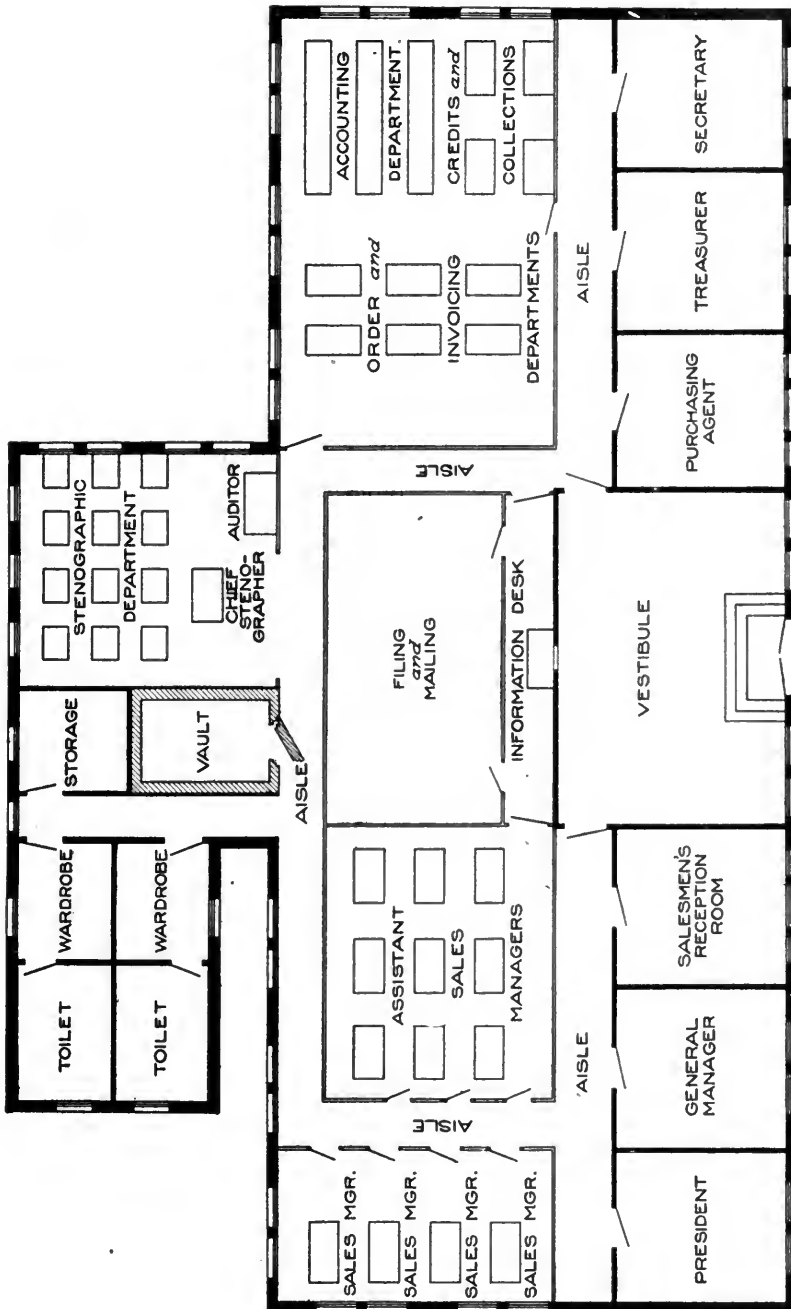 TOILET
WARDROBE
STORAGE
STENOGRAPHIC
DEPARTMENT
TOILET
WARDROBE
VAULT
CHIEF
STENO-
GRAPHER
AUDITOR
AISLE
SALES MGR.
SALES MGR.
SALES MGR.
SALES MGR.
AISLE
ASSISTANT
SALES
MANAGERS
FILING
and
MAILING
INFORMATION DESK
AISLE
ORDER and
INVOICING
DEPARTMENTS
ACCOUNTING
DEPARTMENT.
CREDITS and
COLLECTIONS
AISLE
AISLE
PRESIDENT
GENERAL
MANAGER
SALESMEN'S
RECEPTION
ROOM
VESTIBULE
PURCHASING
AGENT
TREASURER
SECRETARY